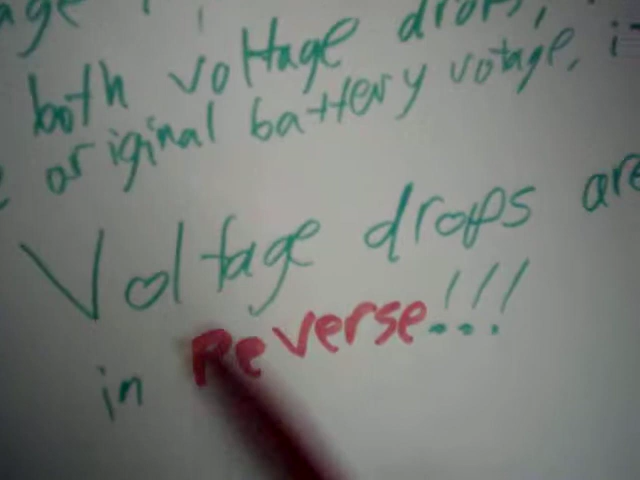 both voltage drops,
original battery votage,
Voltage drops are
in Reverse!!!